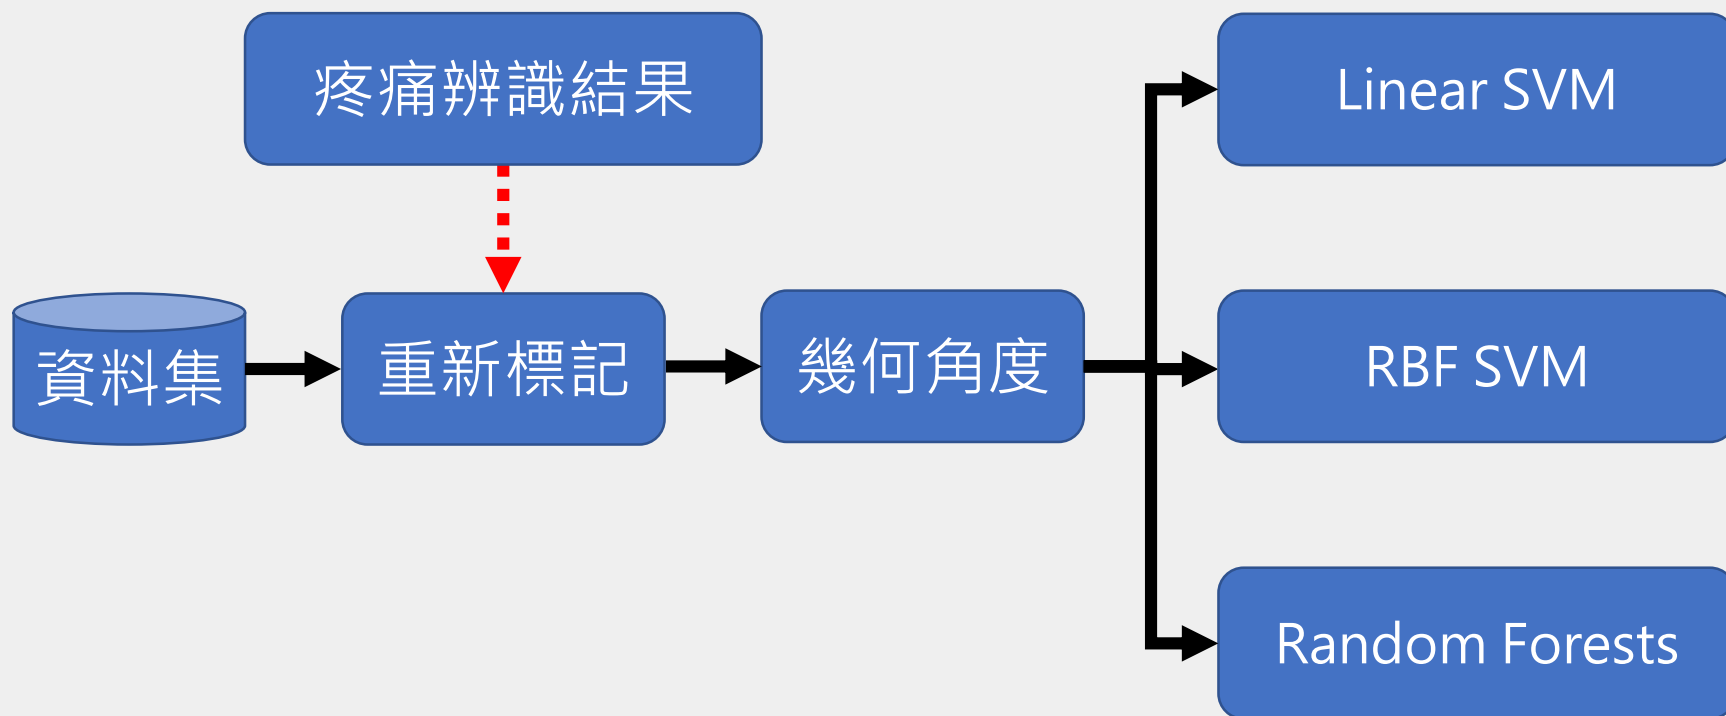 疼痛辨識結果
Linear SVM
資料集
重新標記
幾何角度
RBF SVM
Random Forests